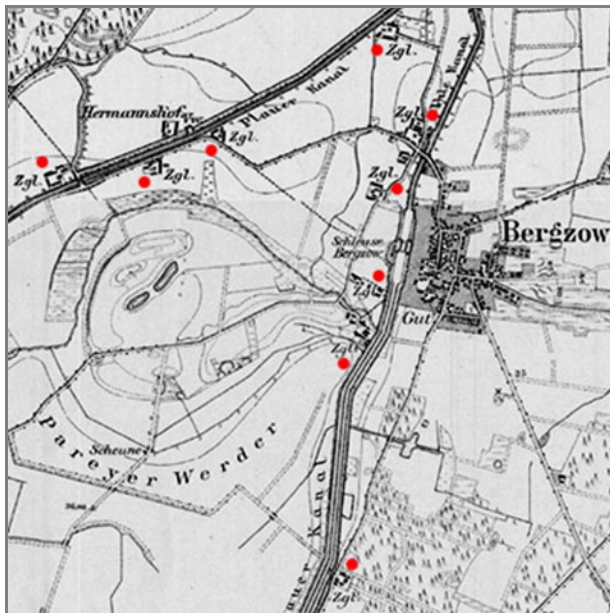 Zgl.
Hermannshof
Plauer Kanal
Zgl.
Zgl.
Zgl.
Zgl.
Zgl.
Bergzow
Schleuse
Bergzow
Zgl.
Gut
Zgl.
Pareyer Werder
Scheune
Kanal
Zgl.